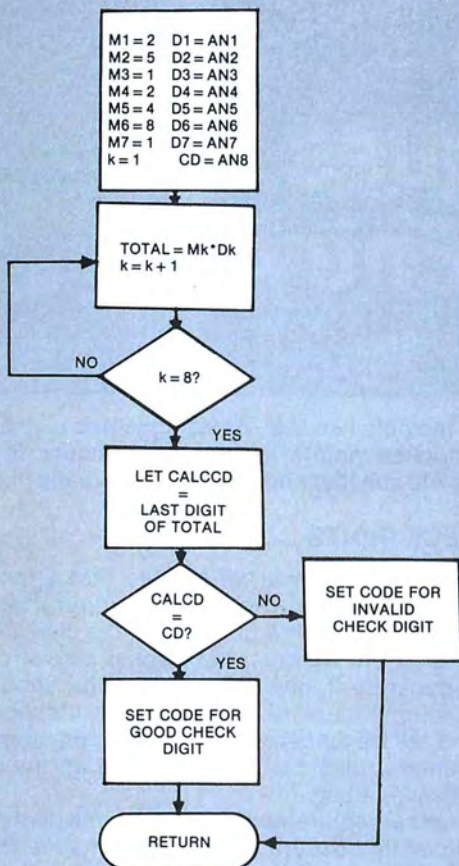 M1 = 2 D1 = AN1
M2 = 5 D2 = AN2
M3 = 1 D3 = AN3
M4 = 2 D4 = AN4
M5 = 4 D5 = AN5
M6 = 8 D6 = AN6
M7 = 1 D7 = AN7
k = 1 CD = AN8
TOTAL = Mk*Dk
k = k + 1
NO
k = 8?
YES
LET CALCCD
=
LAST DIGIT
OF TOTAL
CALCD
=
CD?
NO
SET CODE FOR
INVALID
CHECK DIGIT
YES
SET CODE FOR
GOOD CHECK
DIGIT
RETURN